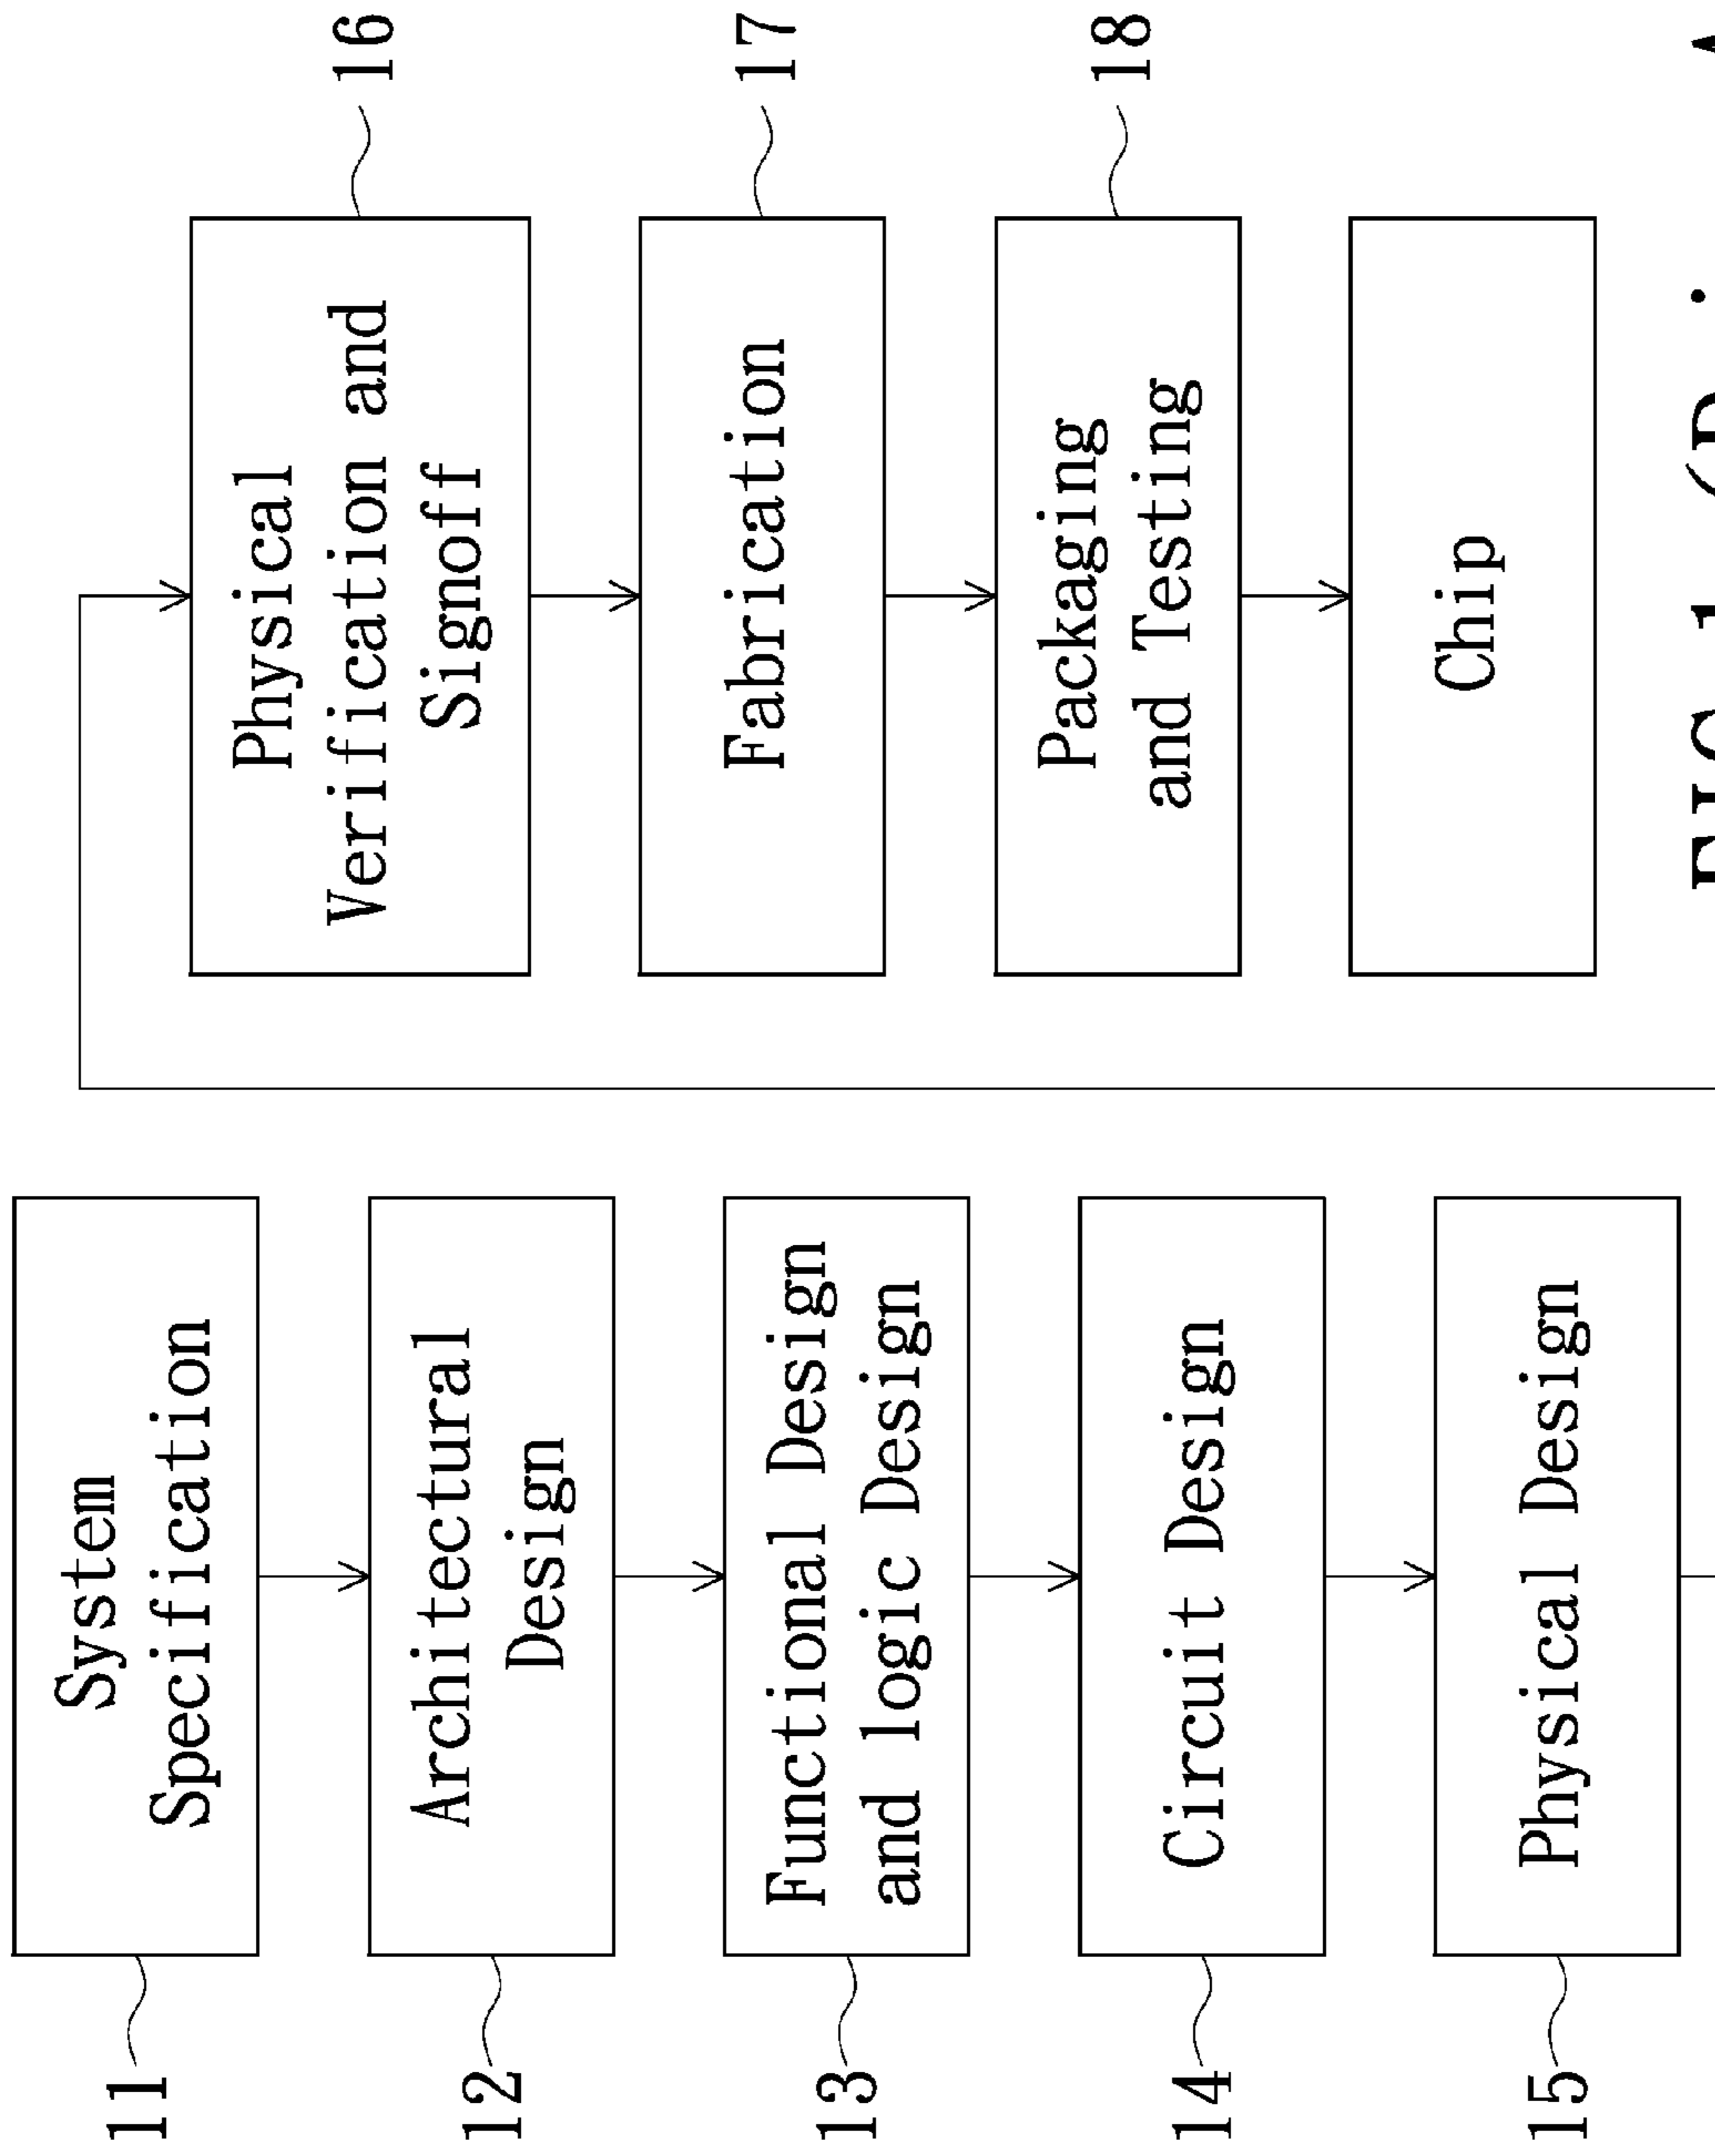 System
Specification
11
Architectural
Design
12
Functional Design
and logic Design
13
Circuit Design
14
Physical Design
15
Physical
Verification and
Signoff
16
Fabrication
17
Packaging
and Testing
18
Chip